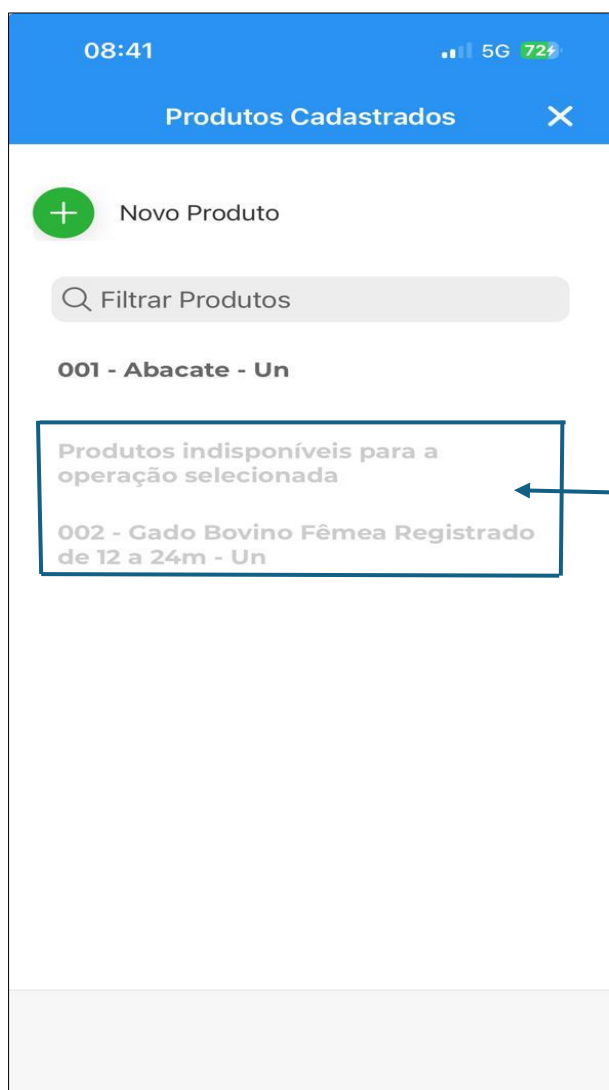 08:41
5G 72
Produtos Cadastrados
Novo Produto
Filtrar Produtos
001 - Abacate - Un
Produtos indisponíveis para a
operação selecionada
002 - Gado Bovino Fêmea Registrado
de 12 a 24m - Un